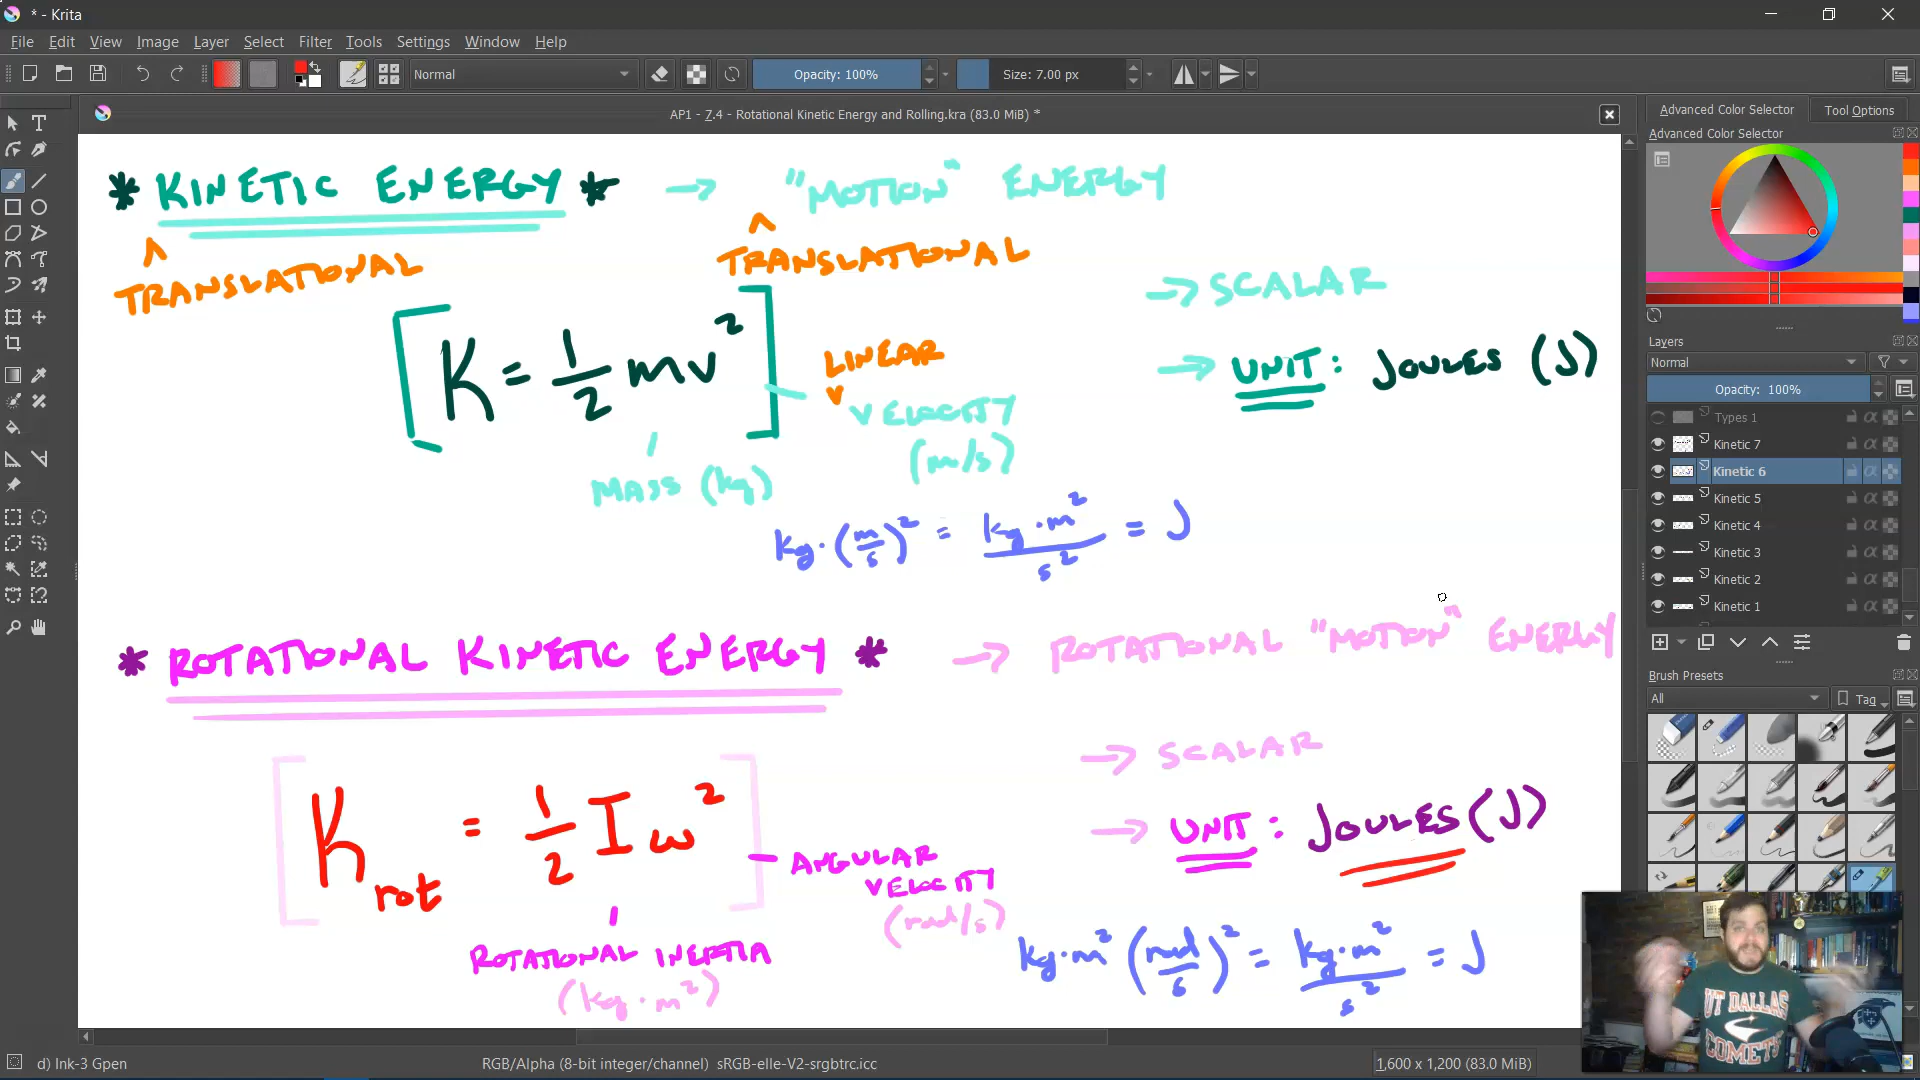 * - Krita
File Edit View Image Layer Select Filter Tools Settings Window Help
Normal
Opacity: 100%
Size: 7.00 px
AP1 - 7.4 - Rotational Kinetic Energy and Rolling.kra (83.0 MiB) *
* KINETIC ENERGY * → "MOTION" ENERGY
^ TRANSLATIONAL
^ TRANSLATIONAL
→ SCALAR
[K = 1/2 mv²]
LINEAR
v VELOCITY
(m/s)
→ UNIT: JOULES (J)
MASS (kg)
kg·(m/s)² = kg·m²/s² = J
* ROTATIONAL KINETIC ENERGY * → ROTATIONAL "MOTION" ENERGY
→ SCALAR
[Krot = 1/2 Iω²]
→ UNIT: JOULES (J)
ANGULAR
VELOCITY
(rad/s)
ROTATIONAL INERTIA
(kg·m²)
kg·m² (rad/s)² = kg·m²/s² = J
Advanced Color Selector
Tool Options
Advanced Color Selector
Layers
Normal
Opacity: 100%
Types 1
Kinetic 7
Kinetic 6
Kinetic 5
Kinetic 4
Kinetic 3
Kinetic 2
Kinetic 1
Brush Presets
All
Tag
UT DALLAS
COMETS
d) Ink-3 Gpen
RGB/Alpha (8-bit integer/channel) sRGB-elle-V2-srgbtrc.icc
1,600 x 1,200 (83.0 MiB)